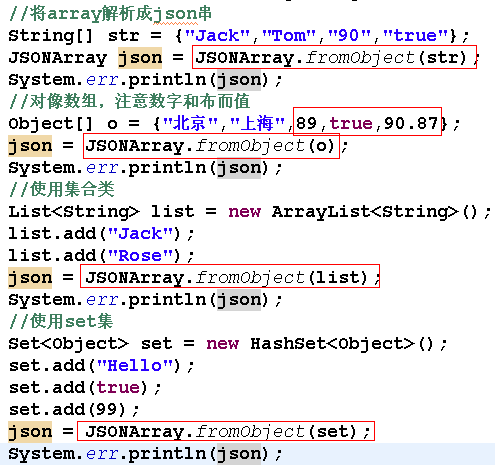 //将array解析成json串
String[] str = {"Jack","Tom","90","true"};
JSONArray json = JSONArray.fromObject(str);
System.err.println(json);
//对像数组，注意数字和布而值
Object[] o = {"北京","上海",89,true,90.87};
json = JSONArray.fromObject(o);
System.err.println(json);
//使用集合类
List<String> list = new ArrayList<String>();
list.add("Jack");
list.add("Rose");
json = JSONArray.fromObject(list);
System.err.println(json);
//使用set集
Set<Object> set = new HashSet<Object>();
set.add("Hello");
set.add(true);
set.add(99);
json = JSONArray.fromObject(set);
System.err.println(json);